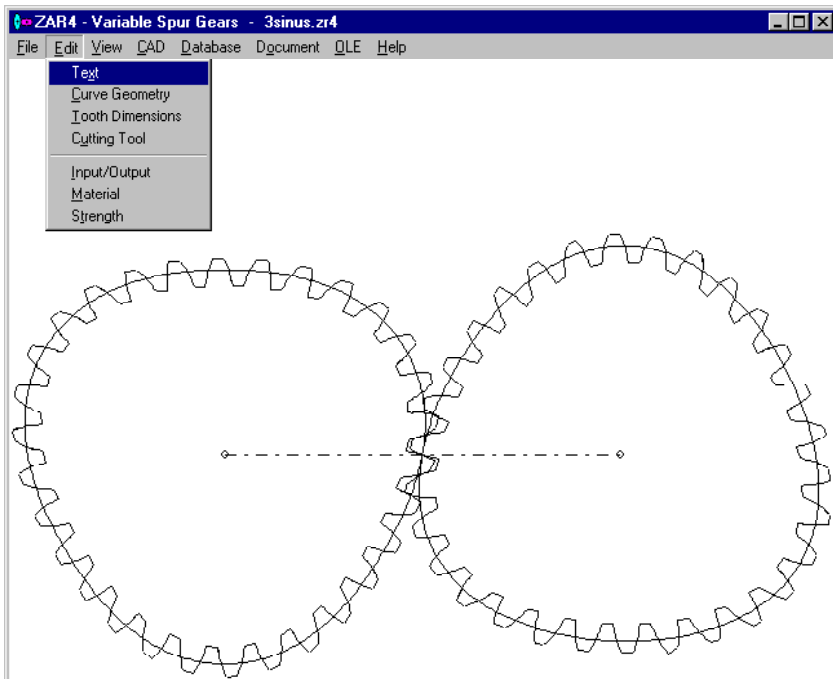 ZAR4 - Variable Spur Gears - 3sinus.zr4
File Edit View CAD Database Document OLE Help
Text
Curve Geometry
Tooth Dimensions
Cutting Tool
Input/Output
Material
Strength